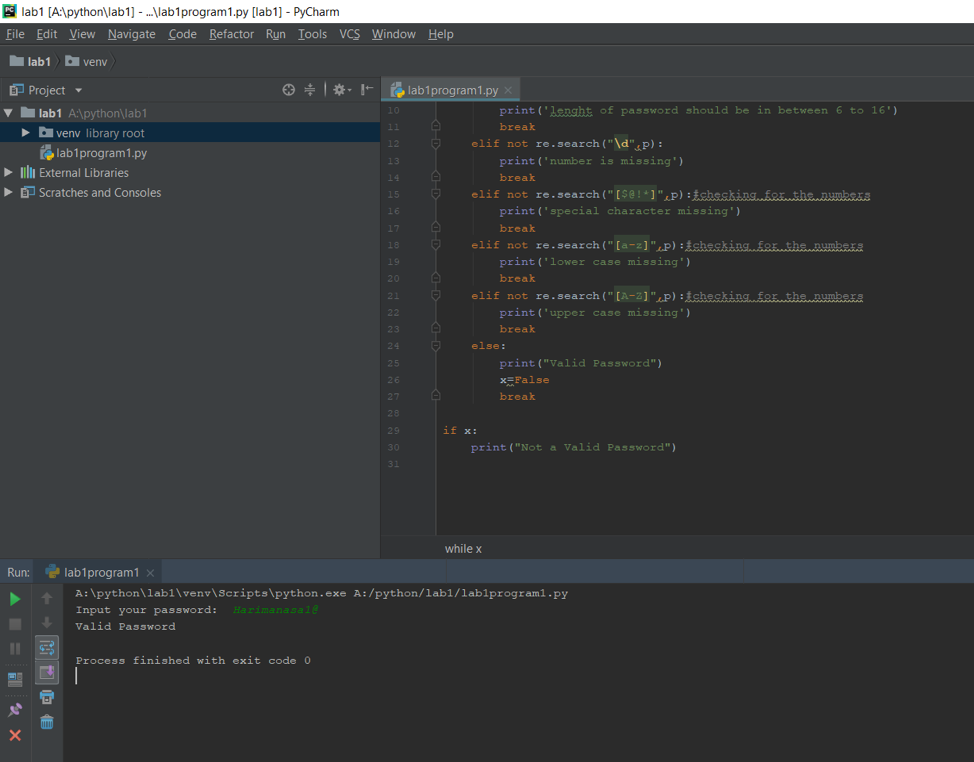 lab1 [A:\python\lab1] - ...\lab1program1.py [lab1] - PyCharm
File Edit View Navigate Code Refactor Run Tools VCS Window Help
lab1 venv
Project
lab1program1.py
lab1 A:\python\lab1
venv library root
lab1program1.py
External Libraries
Scratches and Consoles
10 print('lenght of password should be in between 6 to 16')
11 break
12 elif not re.search("\d",p):
13 print('number is missing')
14 break
15 elif not re.search("[$@!*]",p):#checking for the numbers
16 print('special character missing')
17 break
18 elif not re.search("[a-z]",p):#checking for the numbers
19 print('lower case missing')
20 break
21 elif not re.search("[A-Z]",p):#checking for the numbers
22 print('upper case missing')
23 break
24 else:
25 print("Valid Password")
26 x=False
27 break
28
29 if x:
30 print("Not a Valid Password")
31
while x
Run: lab1program1
A:\python\lab1\venv\Scripts\python.exe A:/python/lab1/lab1program1.py
Input your password:
Valid Password
Process finished with exit code 0